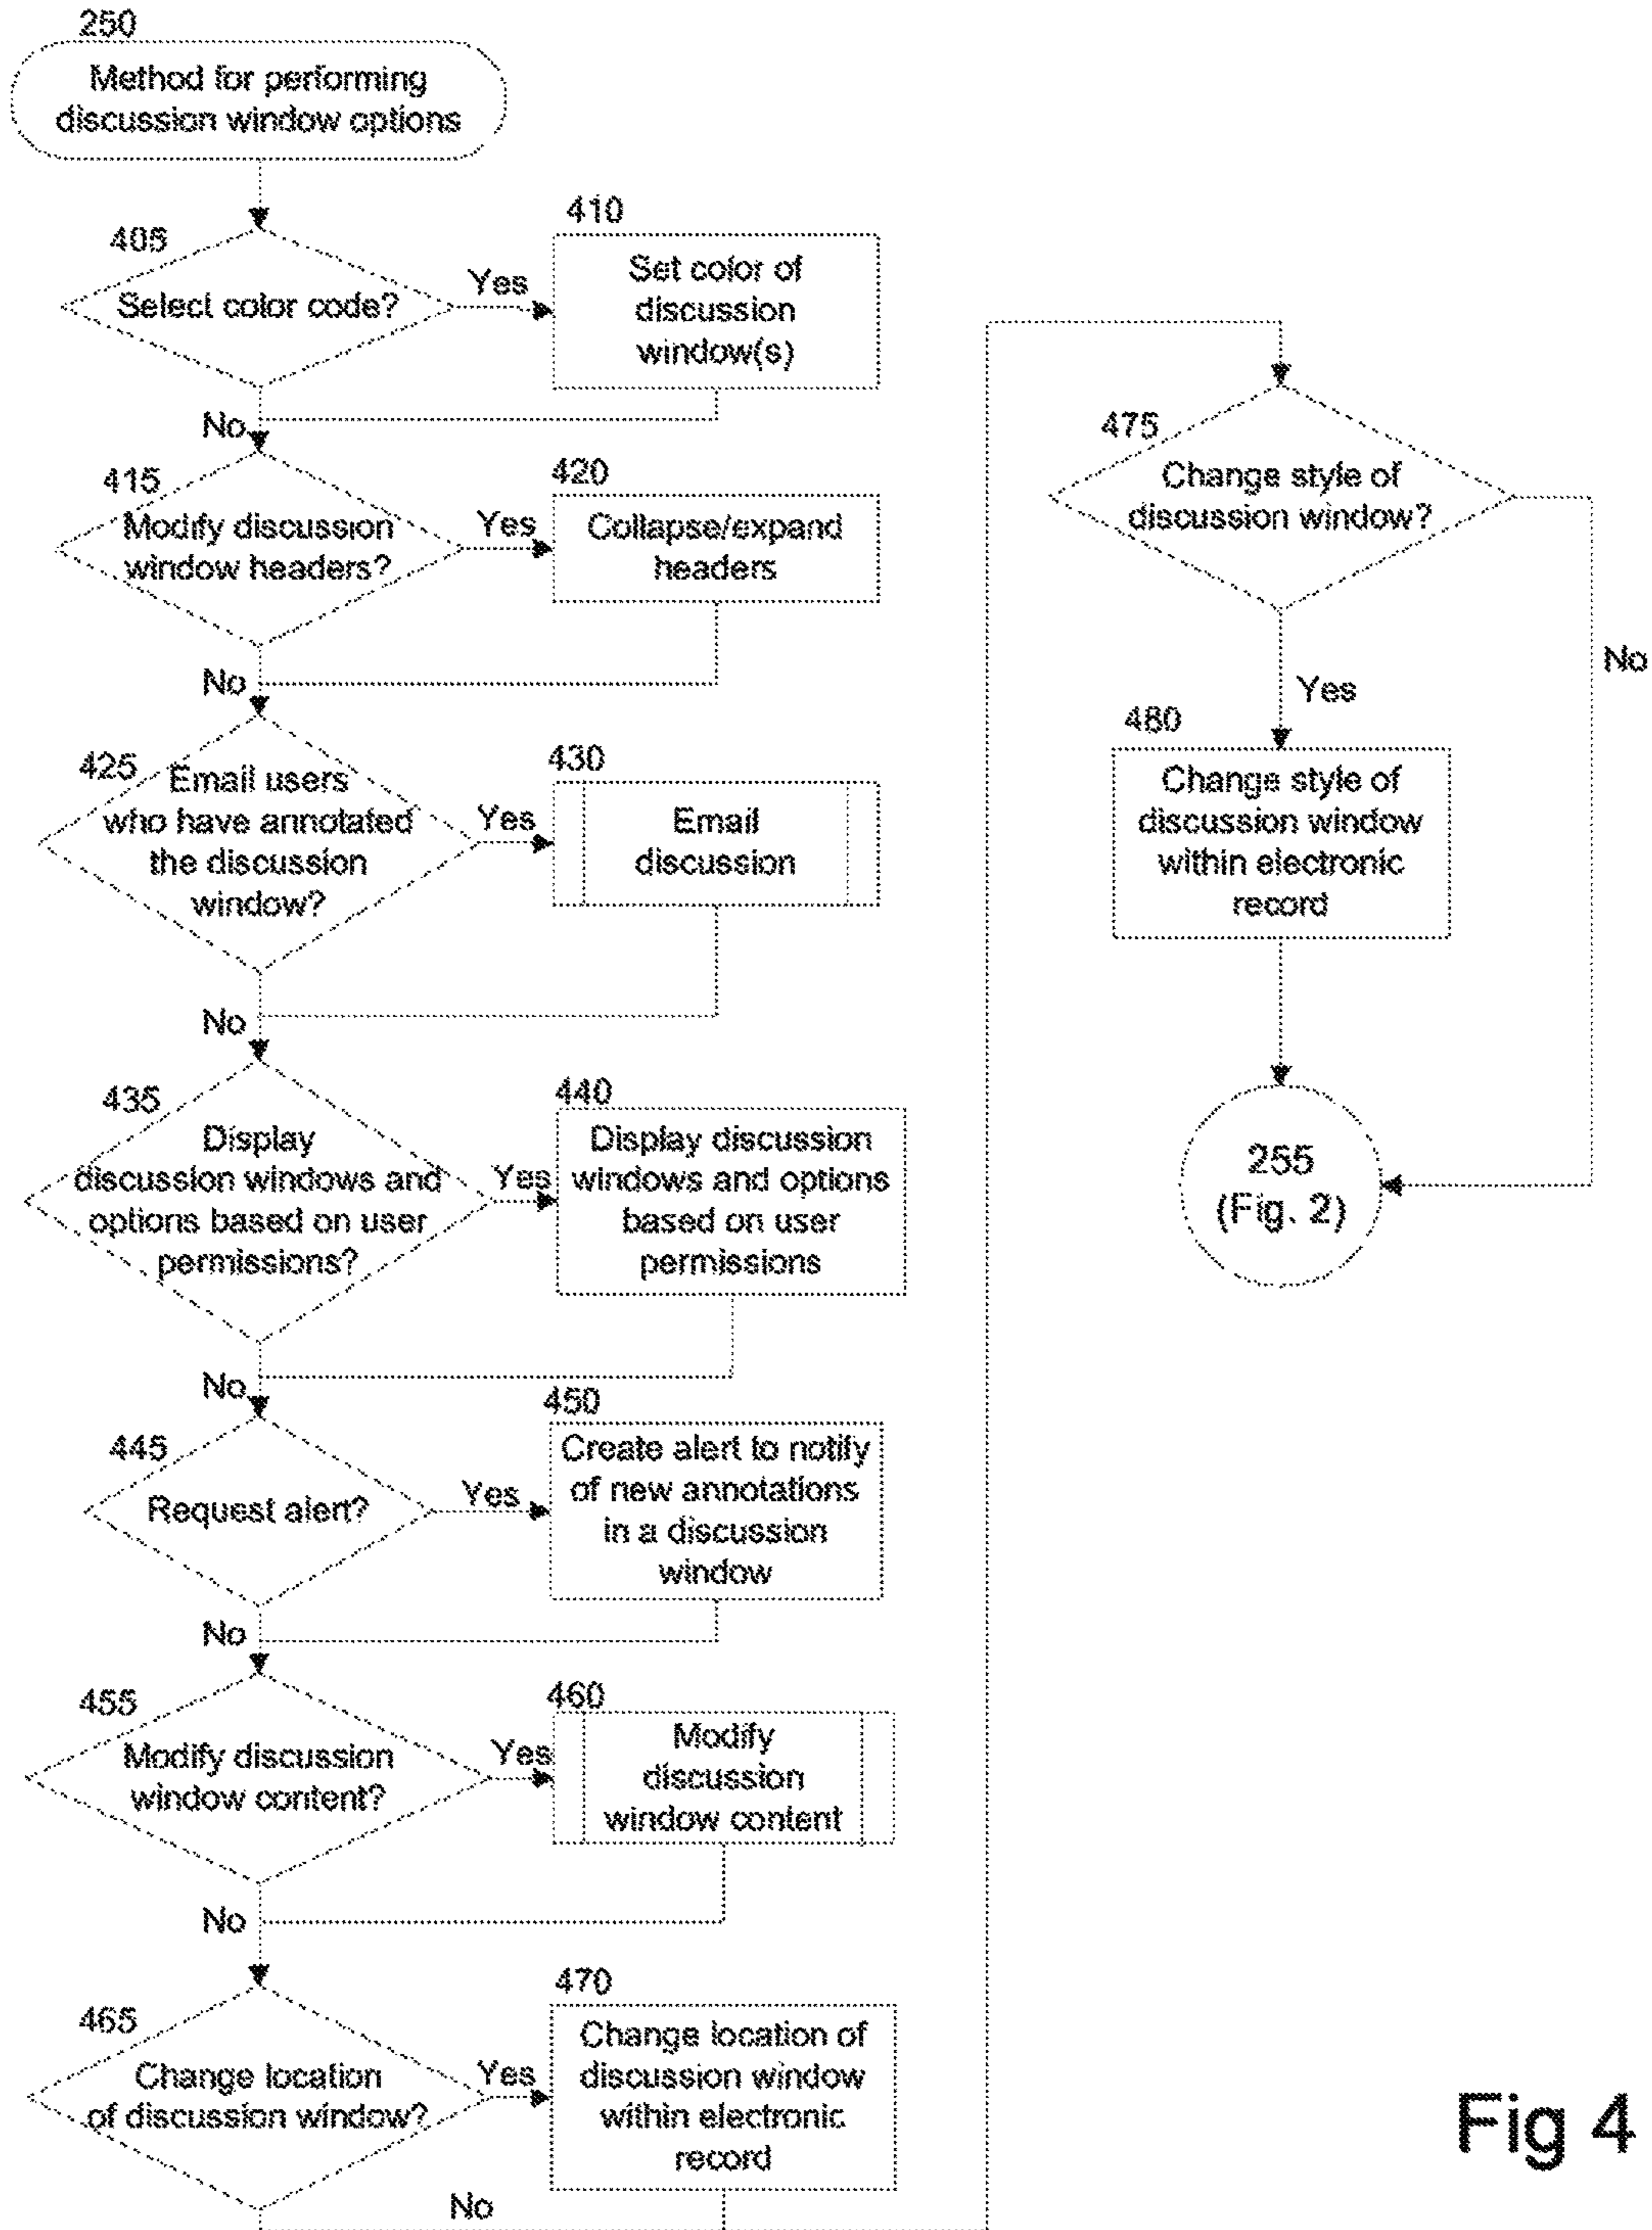 250
Method for performing
discussion window options
405
Select color code?
Yes
410
Set color of
discussion
window(s)
No
415
Modify discussion
window headers?
Yes
420
Collapse/expand
headers
No
425
Email users
who have annotated
the discussion
window?
Yes
430
Email
discussion
No
435
Display
discussion windows and
options based on user
permissions?
Yes
440
Display discussion
windows and options
based on user
permissions
No
445
Request alert?
Yes
450
Create alert to notify
of new annotations
in a discussion
window
No
455
Modify discussion
window content?
Yes
460
Modify
discussion
window content
No
465
Change location
of discussion window?
Yes
470
Change location of
discussion window
within electronic
record
No
475
Change style of
discussion window?
No
Yes
480
Change style of
discussion window
within electronic
record
255
(Fig. 2)
Fig 4